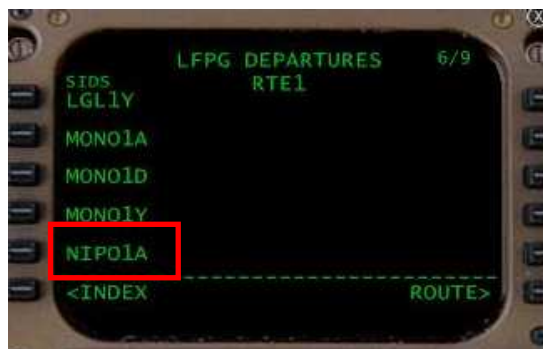 LFPG DEPARTURES 6/9
SIDS RTE1
LGL1Y
MONO1A
MONO1D
MONO1Y
NIPO1A
<INDEX ROUTE>